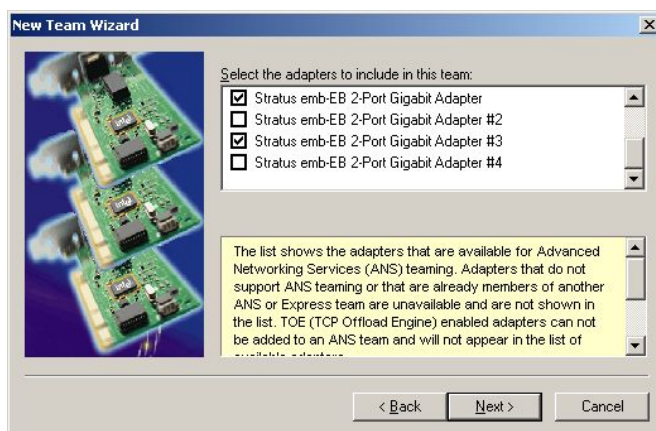 New Team Wizard
Select the adapters to include in this team:
Stratus emb-EB 2-Port Gigabit Adapter
Stratus emb-EB 2-Port Gigabit Adapter #2
Stratus emb-EB 2-Port Gigabit Adapter #3
Stratus emb-EB 2-Port Gigabit Adapter #4
The list shows the adapters that are available for Advanced
Networking Services (ANS) teaming. Adapters that do not
support ANS teaming or that are already members of another
ANS or Express team are unavailable and are not shown in
the list. TOE (TCP Offload Engine) enabled adapters can not
be added to an ANS team and will not appear in the list of
available adapters.
< Back
Next >
Cancel
intel
intel
intel